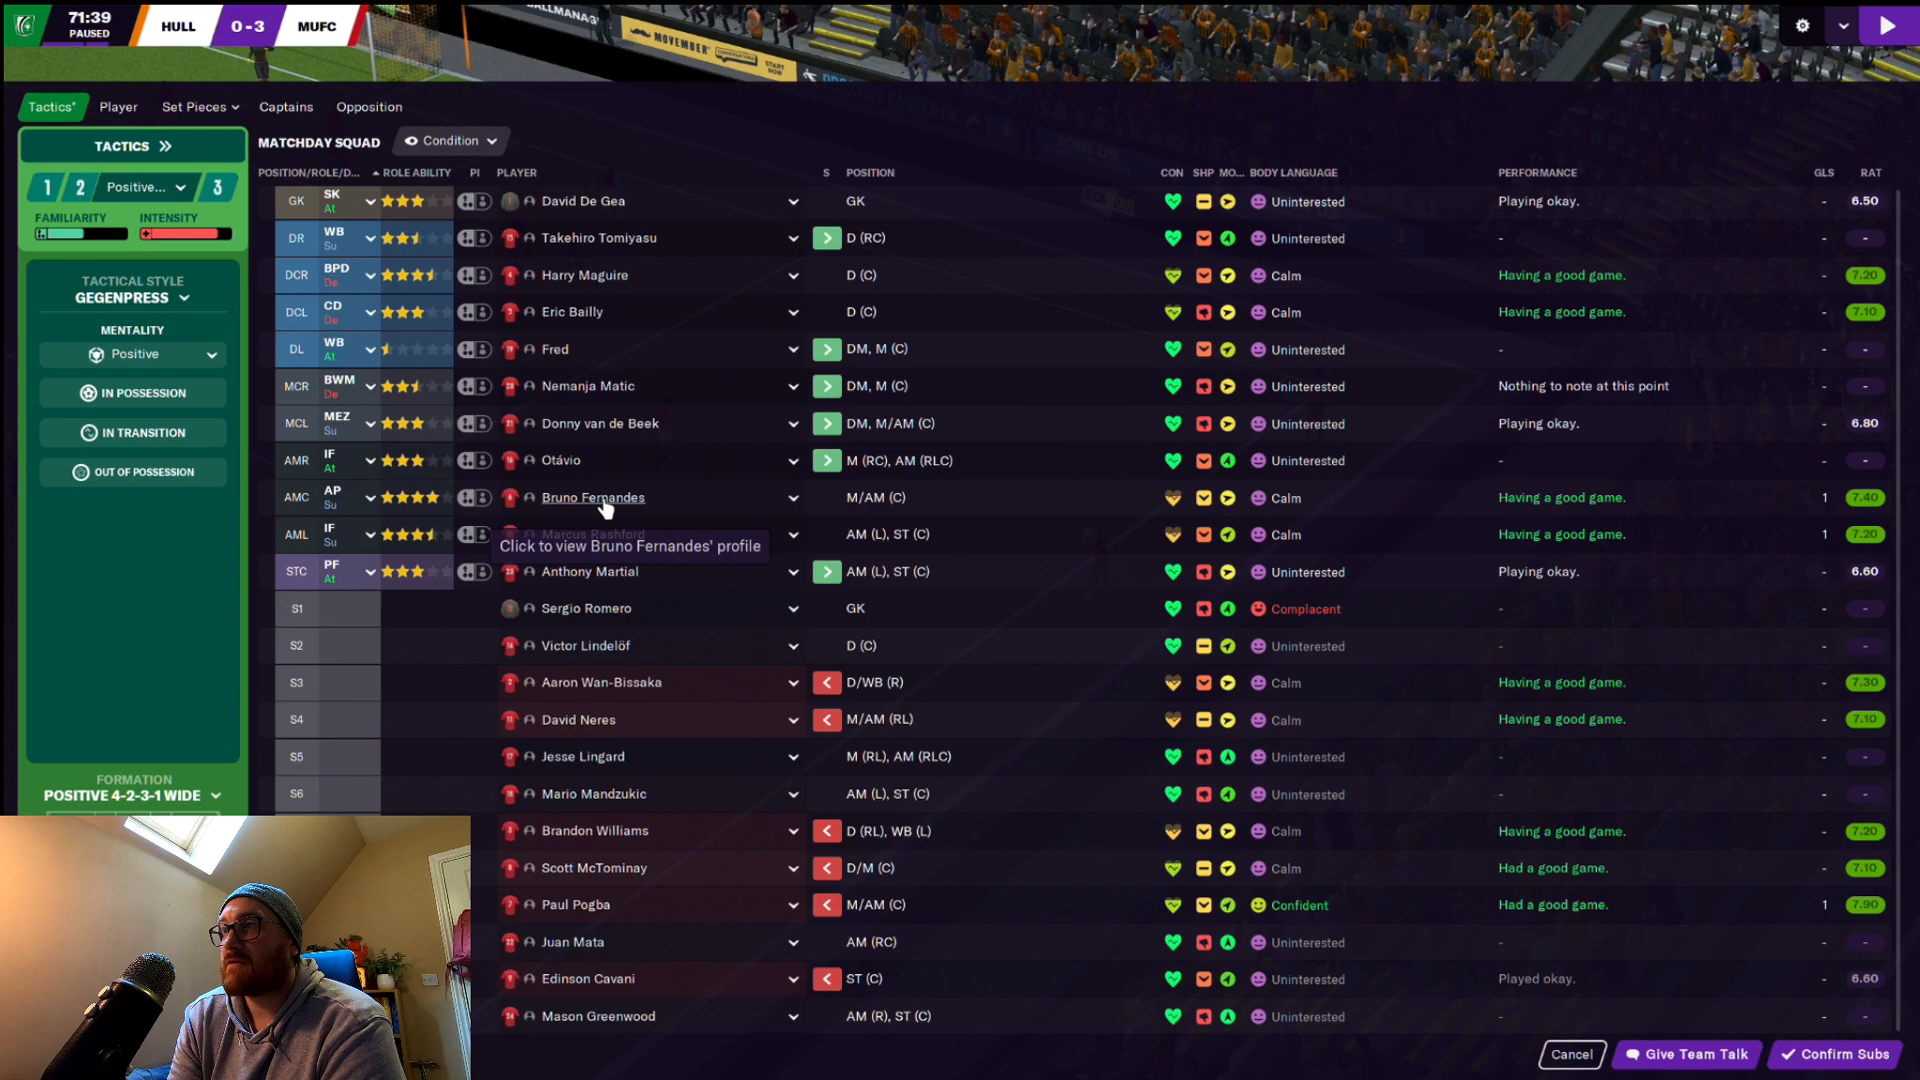 71:39
PAUSED
HULL 0 - 3 MUFC
MOVEMBER
Tactics* Player Set Pieces Captains Opposition
TACTICS
MATCHDAY SQUAD Condition
1 2 Positive... 3
FAMILIARITY INTENSITY
TACTICAL STYLE
GEGENPRESS
MENTALITY
Positive
IN POSSESSION
IN TRANSITION
OUT OF POSSESSION
FORMATION
POSITIVE 4-2-3-1 WIDE
POSITION/ROLE/D... ROLE ABILITY PI PLAYER S POSITION CON SHP MO... BODY LANGUAGE PERFORMANCE GLS RAT
GK SK At David De Gea GK Uninterested Playing okay. - 6.50
DR WB Su Takehiro Tomiyasu D (RC) Uninterested - - -
DCR BPD De Harry Maguire D (C) Calm Having a good game. - 7.20
DCL CD De Eric Bailly D (C) Calm Having a good game. - 7.10
DL WB At Fred DM, M (C) Uninterested - - -
MCR BWM De Nemanja Matic DM, M (C) Uninterested Nothing to note at this point - -
MCL MEZ Su Donny van de Beek DM, M/AM (C) Uninterested Playing okay. - 6.80
AMR IF At Otávio M (RC), AM (RLC) Uninterested - - -
AMC AP Su Bruno Fernandes M/AM (C) Calm Having a good game. 1 7.40
AML IF Su Marcus Rashford AM (L), ST (C) Calm Having a good game. 1 7.20
Click to view Bruno Fernandes' profile
STC PF At Anthony Martial AM (L), ST (C) Uninterested Playing okay. - 6.60
S1 Sergio Romero GK Complacent - - -
S2 Victor Lindelöf D (C) Uninterested - - -
S3 Aaron Wan-Bissaka D/WB (R) Calm Having a good game. - 7.30
S4 David Neres M/AM (RL) Calm Having a good game. - 7.10
S5 Jesse Lingard M (RL), AM (RLC) Uninterested - - -
S6 Mario Mandzukic AM (L), ST (C) Uninterested - - -
Brandon Williams D (RL), WB (L) Calm Having a good game. - 7.20
Scott McTominay D/M (C) Calm Had a good game. - 7.10
Paul Pogba M/AM (C) Confident Had a good game. 1 7.90
Juan Mata AM (RC) Uninterested - - -
Edinson Cavani ST (C) Uninterested Played okay. - 6.60
Mason Greenwood AM (R), ST (C) Uninterested - - -
Cancel Give Team Talk Confirm Subs